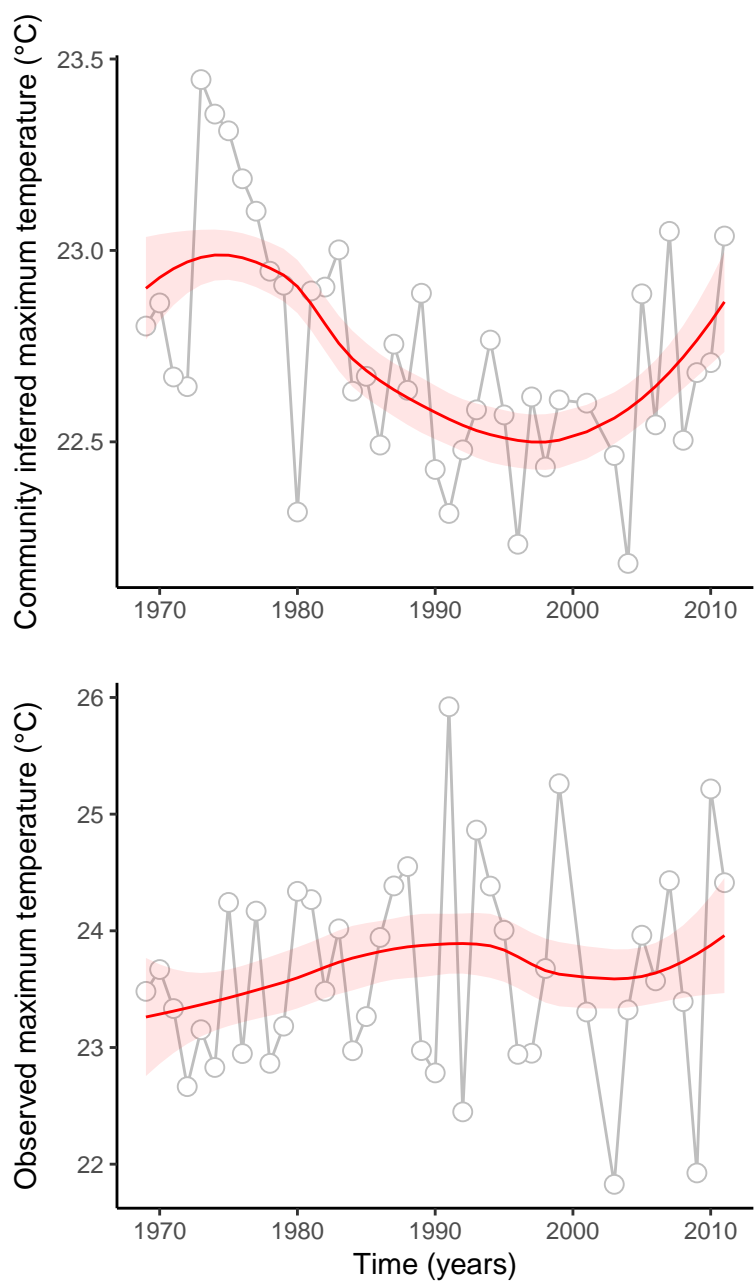 Community inferred maximum temperature (°C)
23.5
23.0
22.5
1970 1980 1990 2000 2010
Observed maximum temperature (°C)
26
25
24
23
22
1970 1980 1990 2000 2010
Time (years)